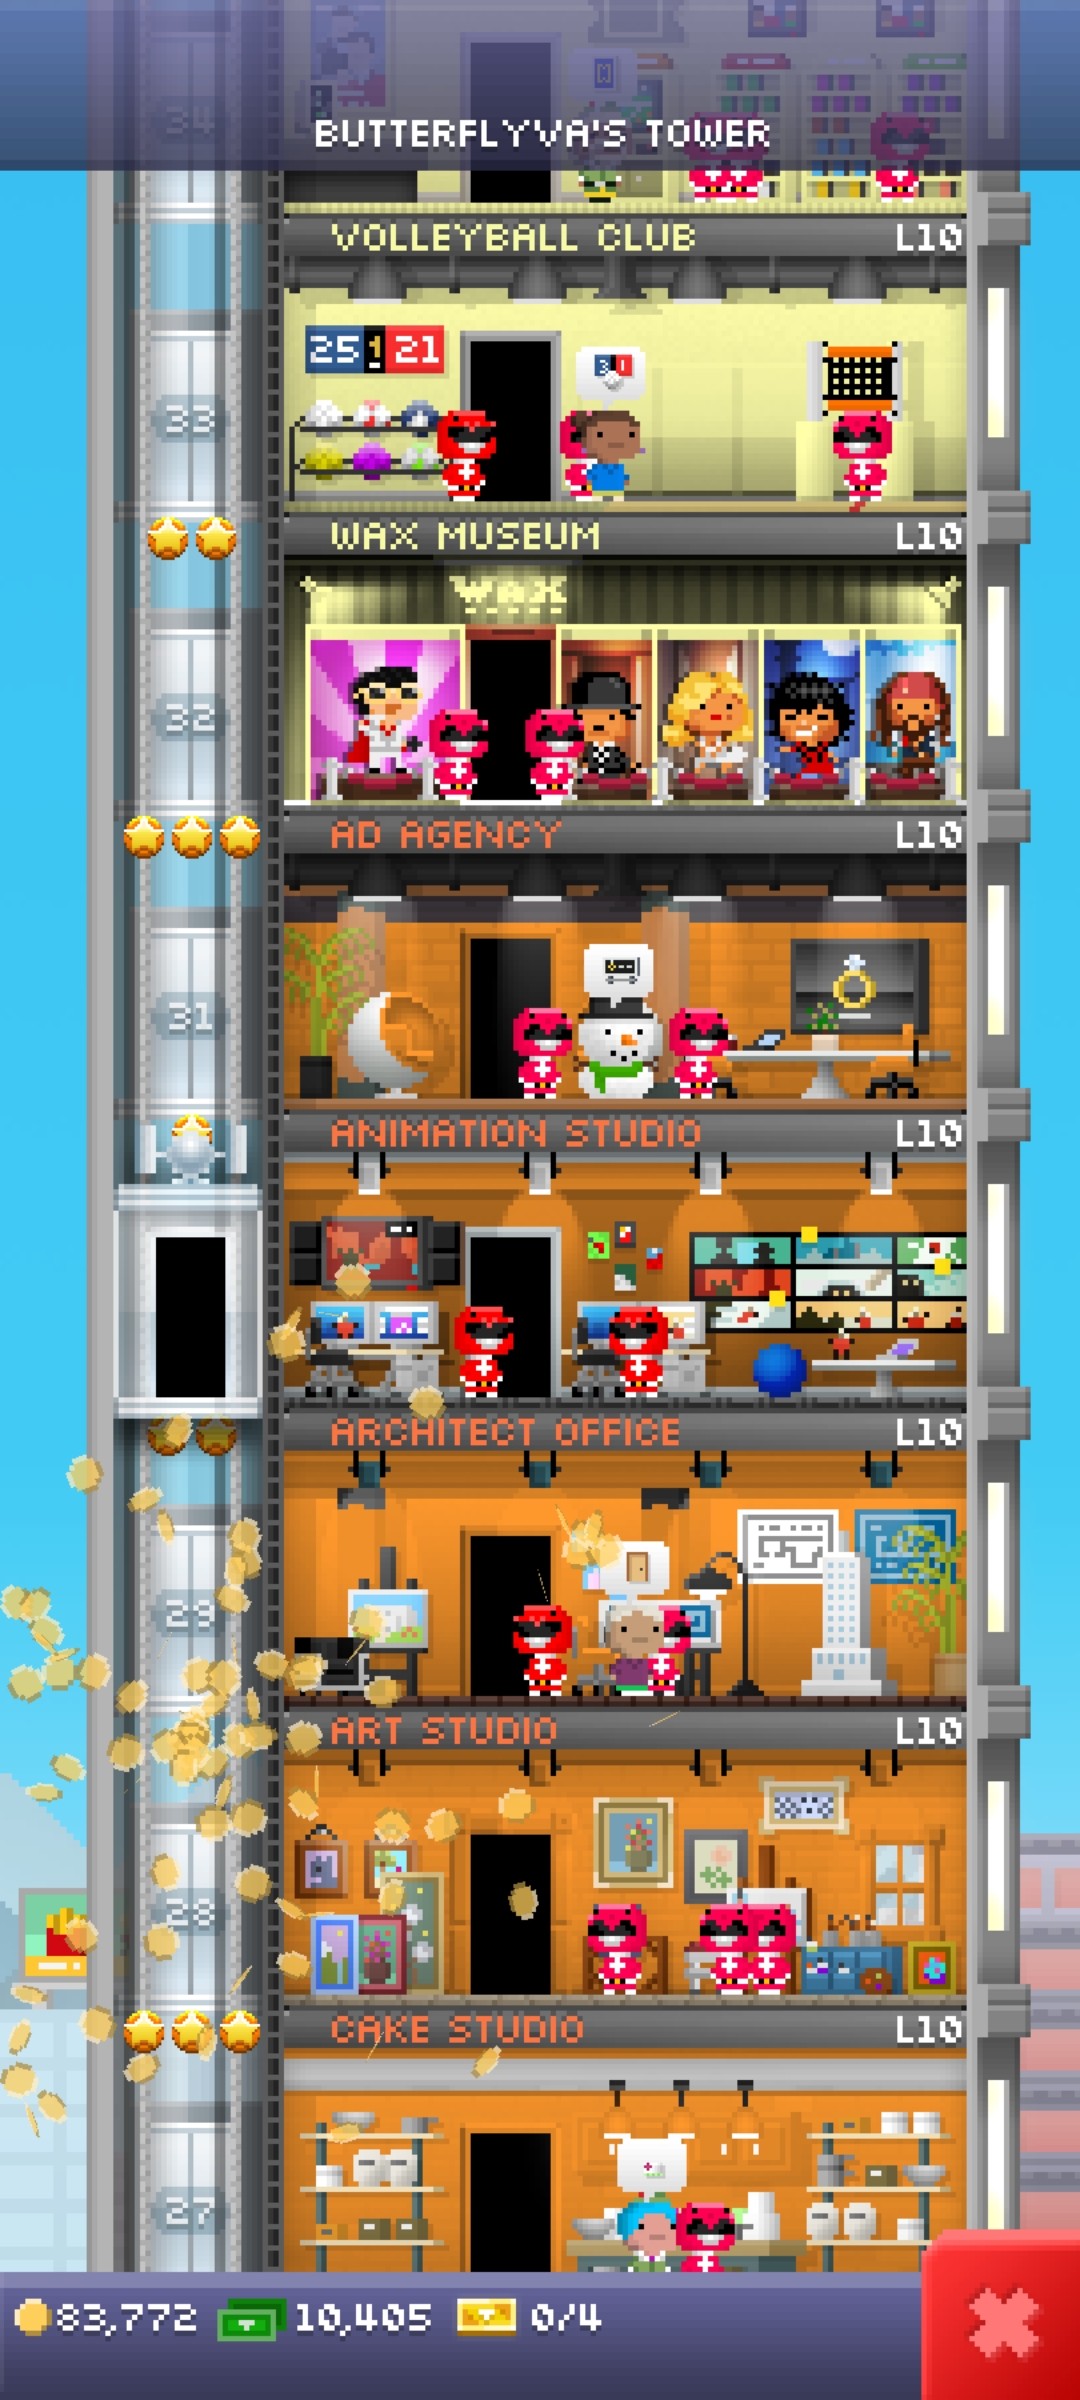 34
BUTTERFLYVA'S TOWER
VOLLEYBALL CLUB L10
25 21
33
WAX MUSEUM L10
WAX
32
AD AGENCY L10
31
ANIMATION STUDIO L10
ARCHITECT OFFICE L10
29
ART STUDIO L10
28
CAKE STUDIO L10
27
83,772 10,405 0/4